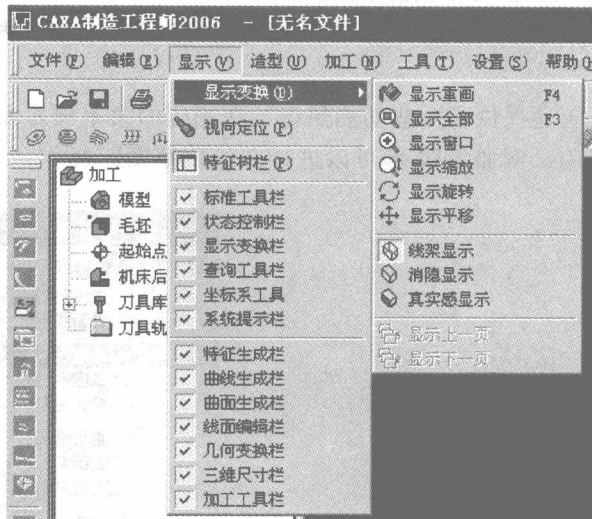 CAXA制造工程师2006 - [无名文件]
文件(F) 编辑(E) 显示(V) 造型(U) 加工(N) 工具(T) 设置(S) 帮助(
显示变换(D)
视向定位(P)
特征树栏(P)
标准工具栏
状态控制栏
显示变换栏
查询工具栏
坐标系工具
系统提示栏
特征生成栏
曲线生成栏
曲面生成栏
线面编辑栏
几何变换栏
三维尺寸栏
加工工具栏
显示重画 F4
显示全部 F3
显示窗口
显示缩放
显示旋转
显示平移
线架显示
消隐显示
真实感显示
显示上一页
显示下一页
加工
模型
毛坯
起始点
机床后
刀具库
刀具轨